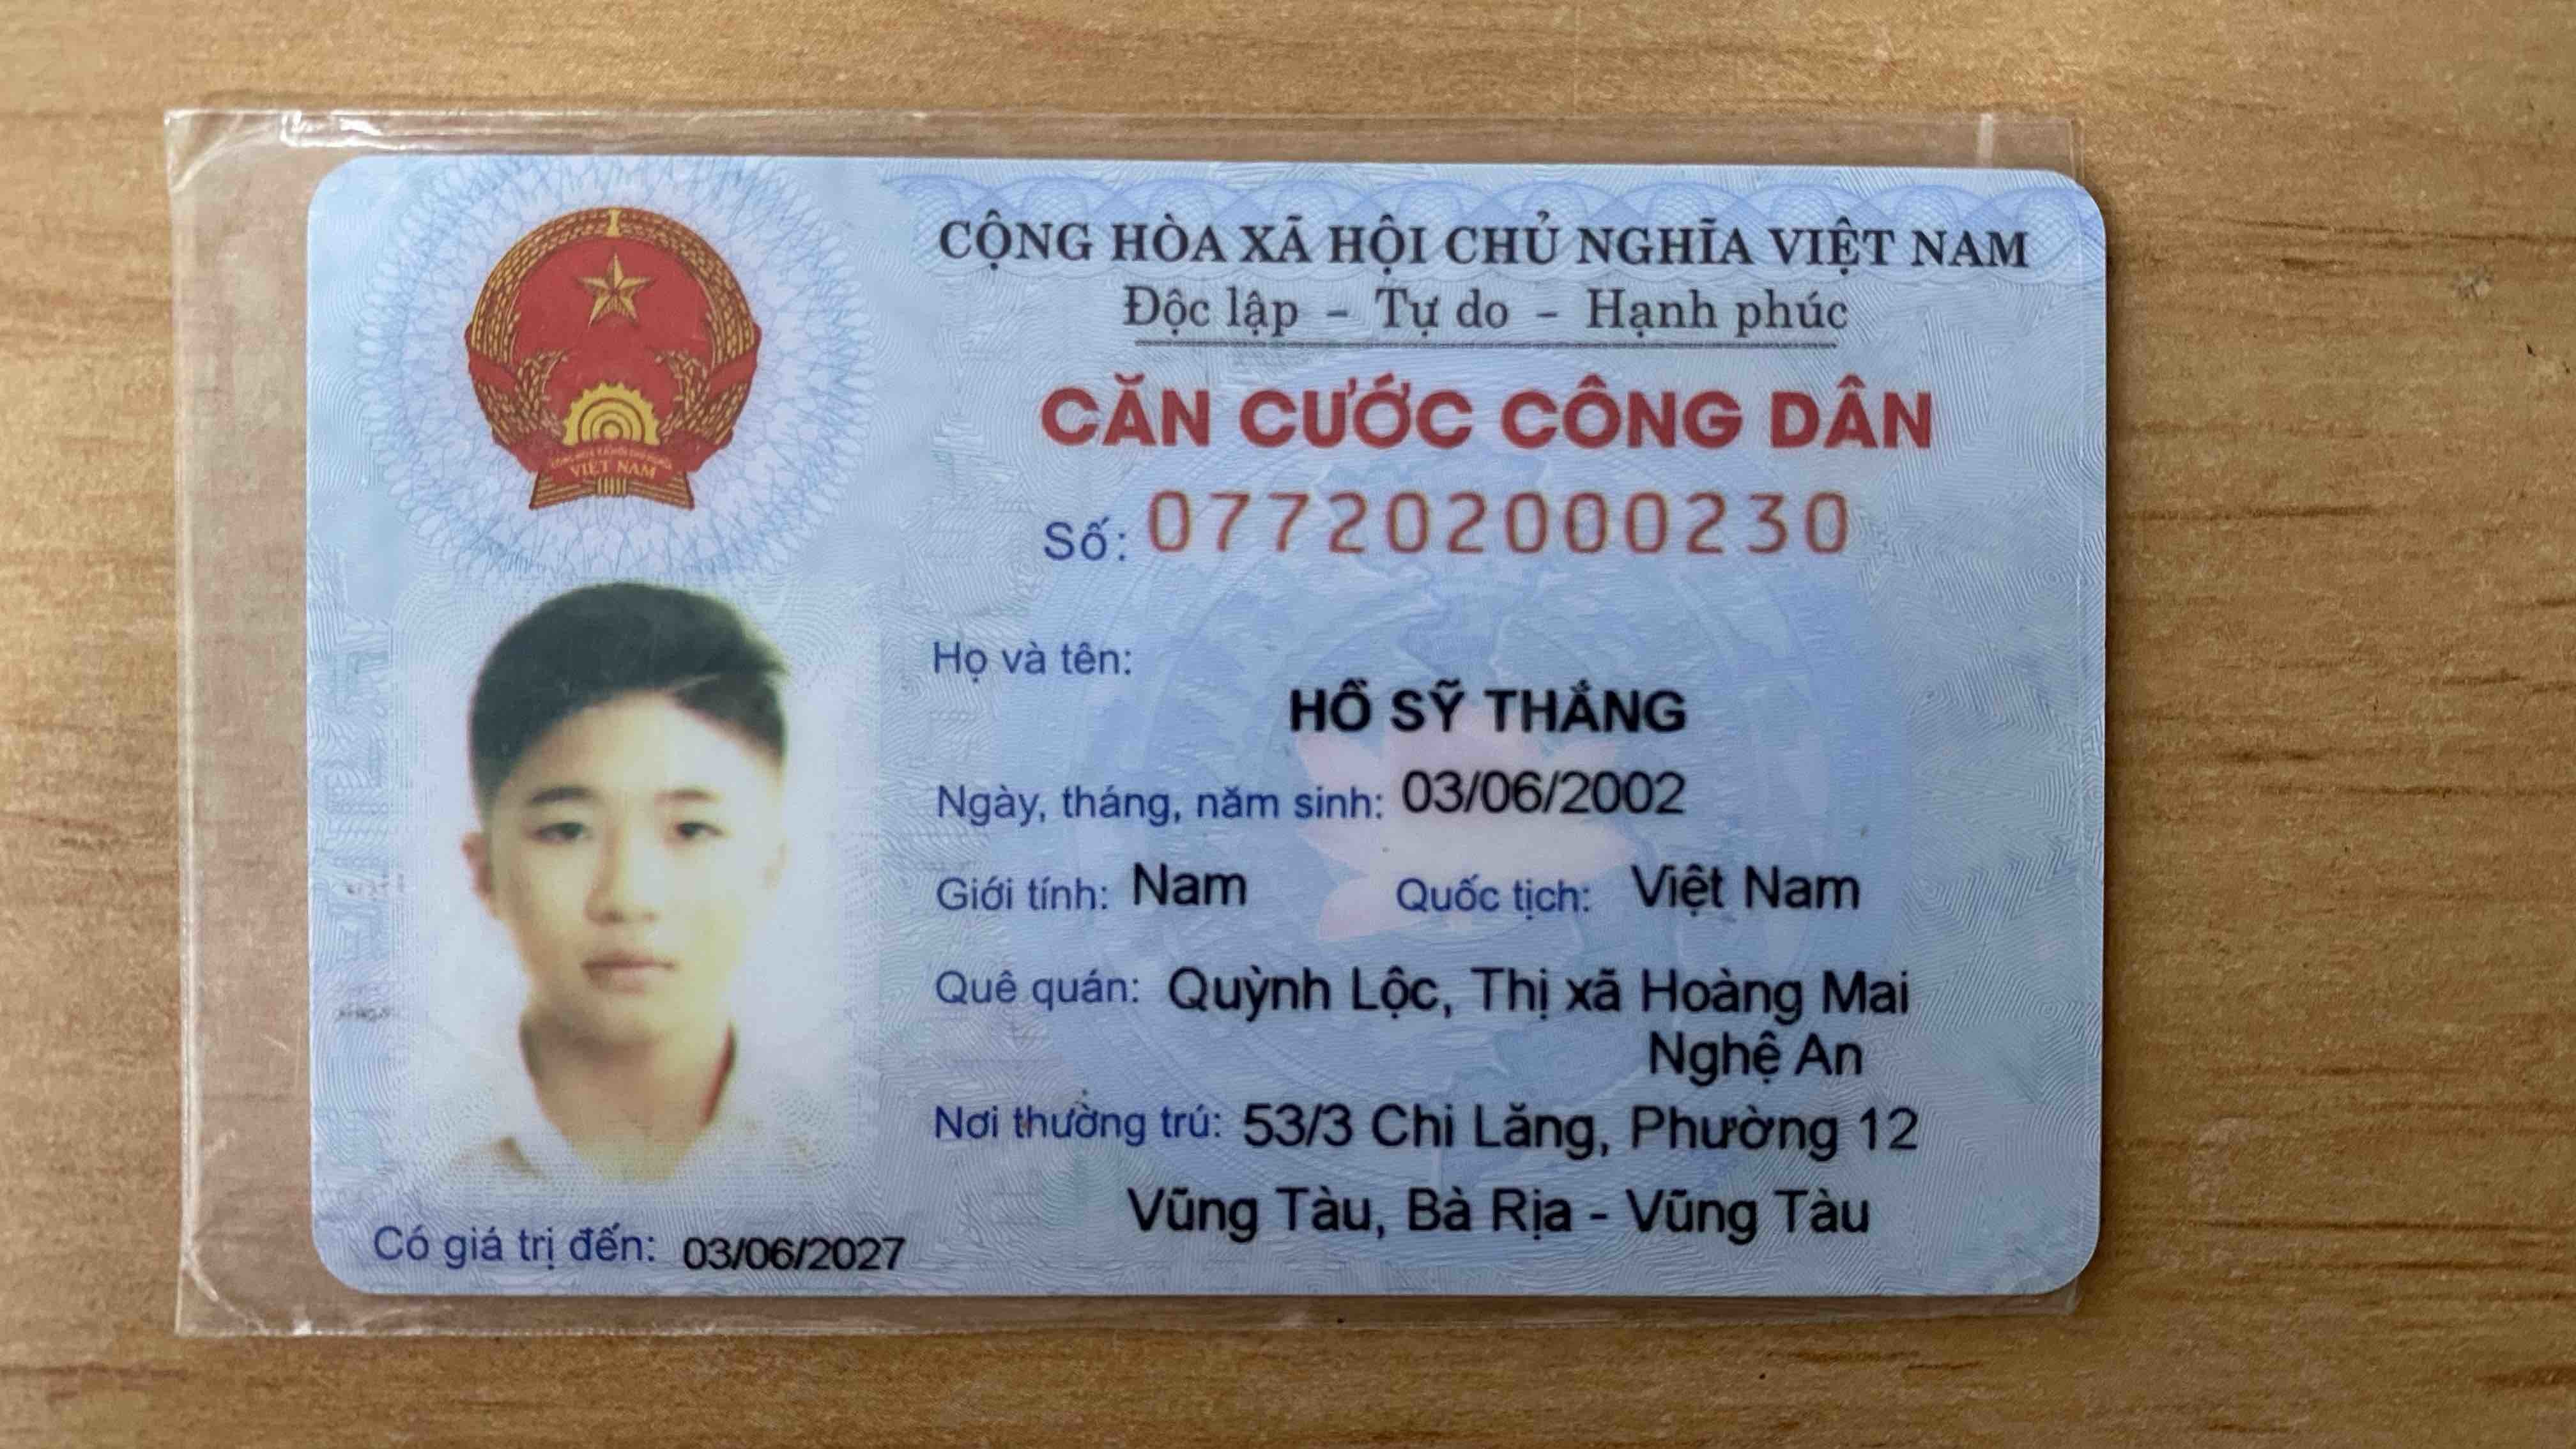 CỘNG HÒA XÃ HỘI CHỦ NGHĨA VIỆT NAM
Độc lập – Tự do – Hạnh phúc
CĂN CƯỚC CÔNG DÂN
Số: 077202000230
Họ và tên:
HỒ SỸ THẮNG
Ngày, tháng, năm sinh: 03/06/2002
Giới tính: Nam Quốc tịch: Việt Nam
Quê quán: Quỳnh Lộc, Thị xã Hoàng Mai
Nghệ An
Nơi thường trú: 53/3 Chi Lăng, Phường 12
Vũng Tàu, Bà Rịa - Vũng Tàu
Có giá trị đến: 03/06/2027
VIỆT NAM